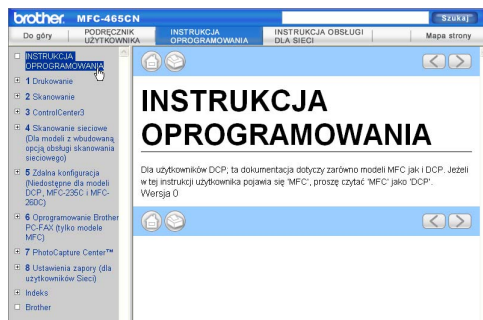 brother. MFC-465CN
Szukaj
Do góry
PODRĘCZNIK
UŻYTKOWNIKA
INSTRUKCJA
OPROGRAMOWANIA
INSTRUKCJA OBSŁUGI
DLA SIECI
Mapa strony
INSTRUKCJA
OPROGRAMOWANIA
1 Drukowanie
2 Skanowanie
3 ControlCenter3
4 Skanowanie sieciowe
(Dla modeli z wbudowaną
opcją obsługi skanowania
sieciowego)
5 Zdalna konfiguracja
(Niedostępne dla modeli
DCP, MFC-235C i MFC-
260C)
6 Oprogramowanie Brother
PC-FAX (tylko modele
MFC)
7 PhotoCapture Center™
8 Ustawienia zapory (dla
użytkowników Sieci)
Indeks
Brother
INSTRUKCJA
OPROGRAMOWANIA
Dla użytkowników DCP; ta dokumentacja dotyczy zarówno modeli MFC jak i DCP. Jeżeli
w tej instrukcji użytkownika pojawia się 'MFC', proszę czytać 'MFC' jako 'DCP'.
Wersja 0